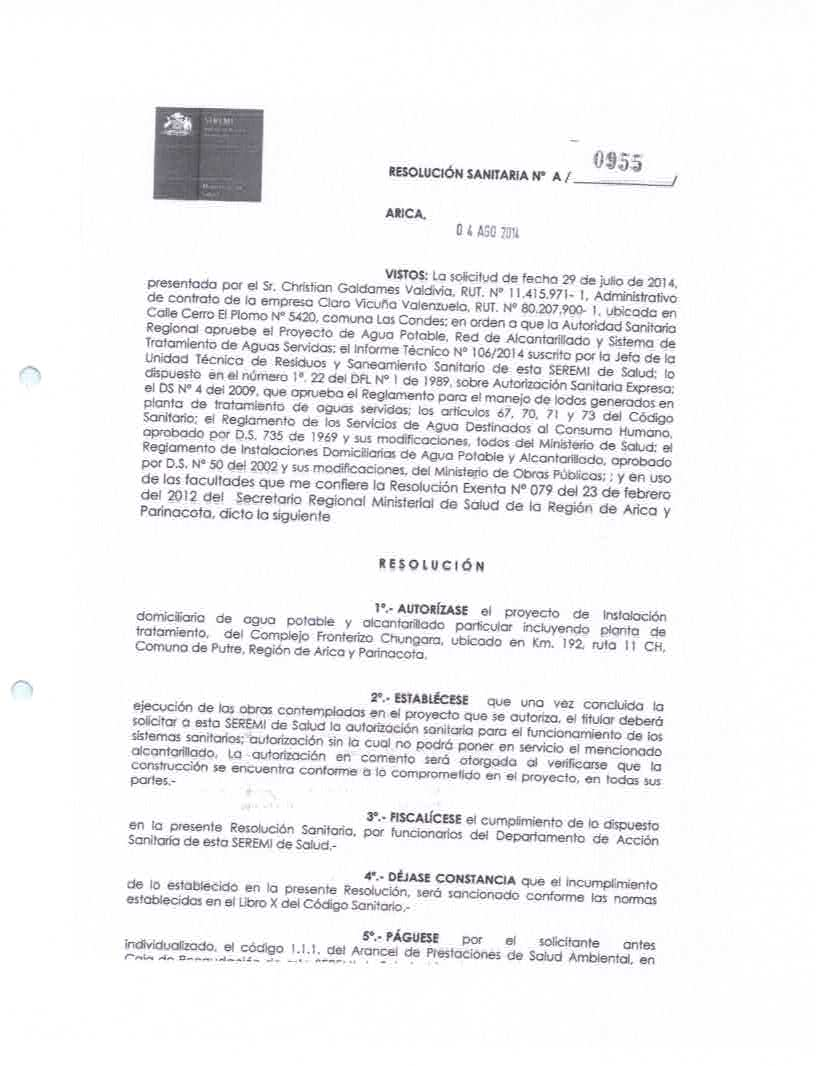 SEREMI
RESOLUCIÓN SANITARIA Nº A / 0955 /
ARICA,
04 AGO 2014
VISTOS: La solicitud de fecha 29 de julio de 2014,
presentada por el Sr. Christian Galdames Valdivia, RUT. Nº 11.415.971- 1, Administrativo
de contrato de la empresa Claro Vicuña Valenzuela, RUT. Nº 80.207.900- 1, ubicada en
Calle Cerro El Plomo Nº 5420, comuna Las Condes; en orden a que la Autoridad Sanitaria
Regional apruebe el Proyecto de Agua Potable, Red de Alcantarillado y Sistema de
Tratamiento de Aguas Servidas; el Informe Técnico Nº 106/2014 suscrito por la Jefa de la
Unidad Técnica de Residuos y Saneamiento Sanitario de esta SEREMI de Salud; lo
dispuesto en el número 1º. 22 del DFL Nº 1 de 1989, sobre Autorización Sanitaria Expresa;
el DS Nº 4 del 2009, que aprueba el Reglamento para el manejo de lodos generados en
planta de tratamiento de aguas servidas; los artículos 67, 70, 71 y 73 del Código
Sanitario; el Reglamento de los Servicios de Agua Destinados al Consumo Humano,
aprobado por D.S. 735 de 1969 y sus modificaciones, todos del Ministerio de Salud; el
Reglamento de Instalaciones Domiciliarias de Agua Potable y Alcantarillado, aprobado
por D.S. Nº 50 del 2002 y sus modificaciones, del Ministerio de Obras Públicas; ; y en uso
de las facultades que me confiere la Resolución Exenta Nº 079 del 23 de febrero
del 2012 del Secretario Regional Ministerial de Salud de la Región de Arica y
Parinacota, dicto la siguiente
RESOLUCIÓN
1º.- AUTORÍZASE el proyecto de Instalación
domiciliaria de agua potable y alcantarillado particular incluyendo planta de
tratamiento, del Complejo Fronterizo Chungara, ubicado en Km. 192, ruta 11 CH,
Comuna de Putre, Región de Arica y Parinacota.
2º.- ESTABLÉCESE que una vez concluida la
ejecución de las obras contempladas en el proyecto que se autoriza, el titular deberá
solicitar a esta SEREMI de Salud la autorización sanitaria para el funcionamiento de los
sistemas sanitarios; autorización sin la cual no podrá poner en servicio el mencionado
alcantarillado. La autorización en comento será otorgada al verificarse que la
construcción se encuentra conforme a lo comprometido en el proyecto, en todas sus
partes.-
3º.- FISCALÍCESE el cumplimiento de lo dispuesto
en la presente Resolución Sanitaria, por funcionarios del Departamento de Acción
Sanitaria de esta SEREMI de Salud.-
4º.- DÉJASE CONSTANCIA que el incumplimiento
de lo establecido en la presente Resolución, será sancionado conforme las normas
establecidas en el Libro X del Código Sanitario.-
5º.- PÁGUESE por el solicitante antes
individualizado, el código 1.1.1. del Arancel de Prestaciones de Salud Ambiental, en